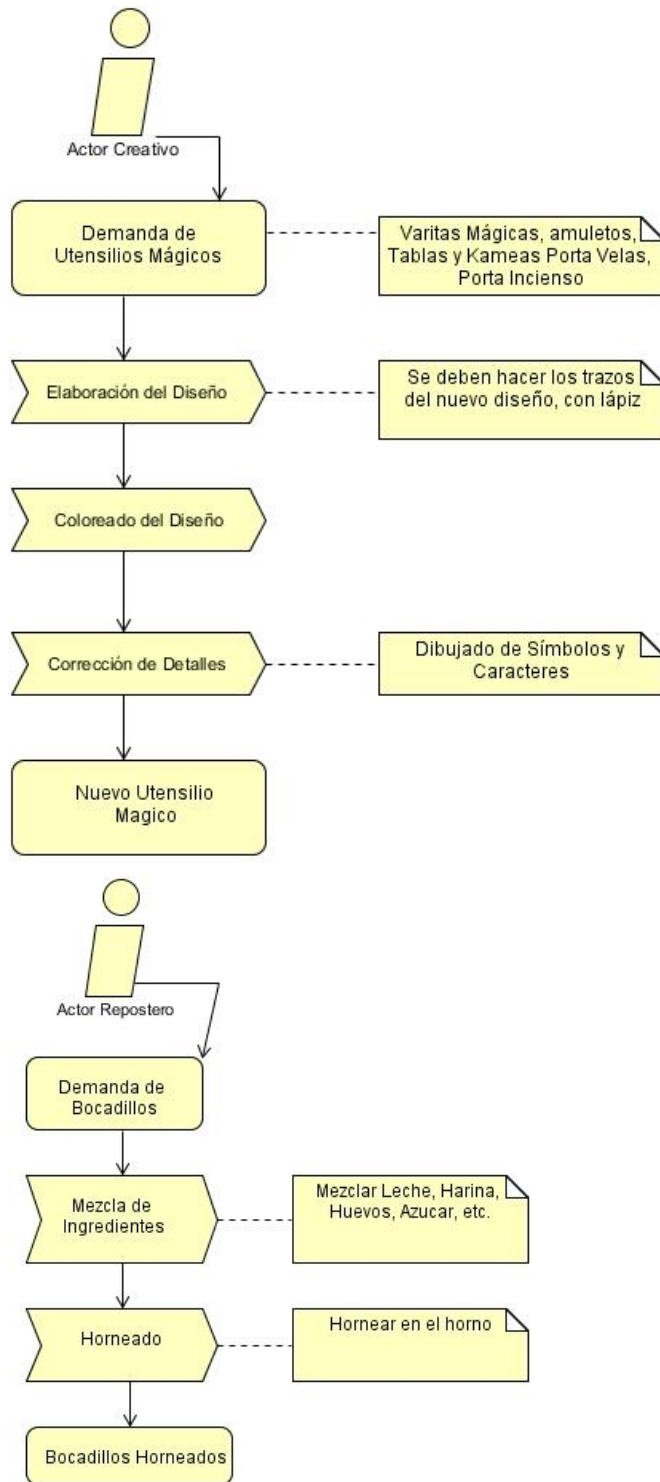 Actor Creativo
Demanda de
Utensilios Mágicos
Varitas Mágicas, amuletos,
Tablas y Kameas Porta Velas,
Porta Incienso
Elaboración del Diseño
Se deben hacer los trazos
del nuevo diseño, con lápiz
Coloreado del Diseño
Corrección de Detalles
Dibujado de Símbolos y
Caracteres
Nuevo Utensilio
Magico
Actor Repostero
Demanda de
Bocadillos
Mezcla de
Ingredientes
Mezclar Leche, Harina,
Huevos, Azucar, etc.
Horneado
Hornear en el horno
Bocadillos Horneados